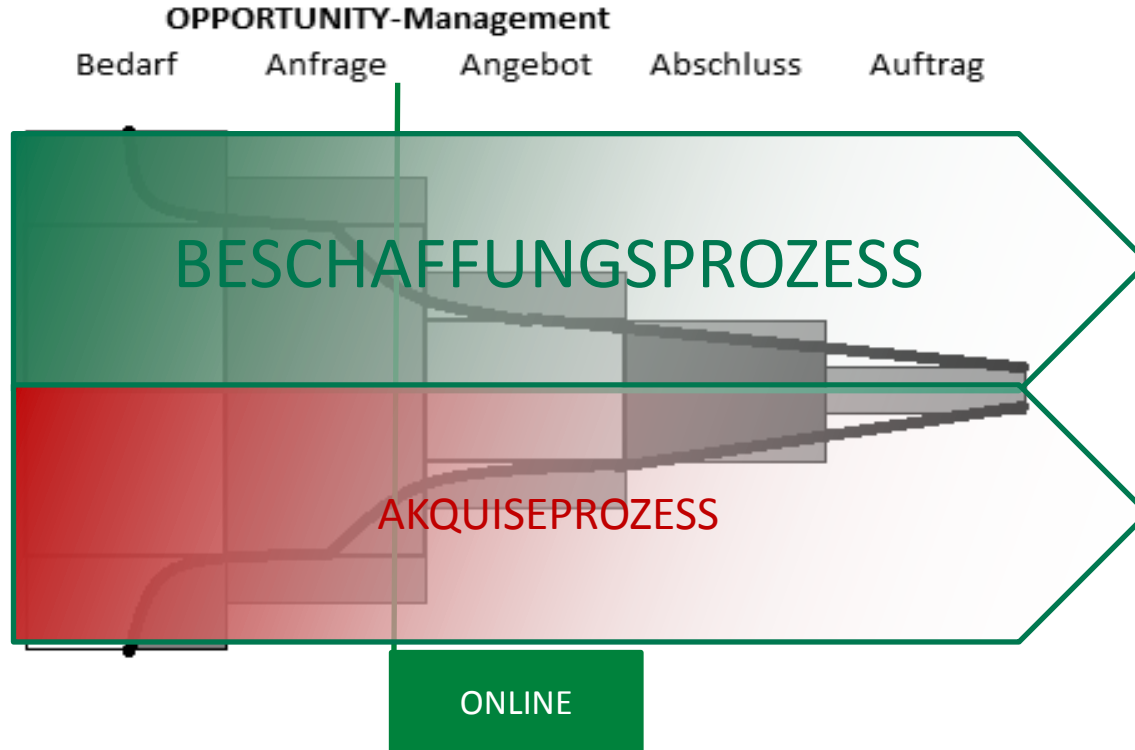 OPPORTUNITY-Management
Bedarf Anfrage Angebot Abschluss Auftrag
BESCHAFFUNGSPROZESS
AKQUISEPROZESS
ONLINE